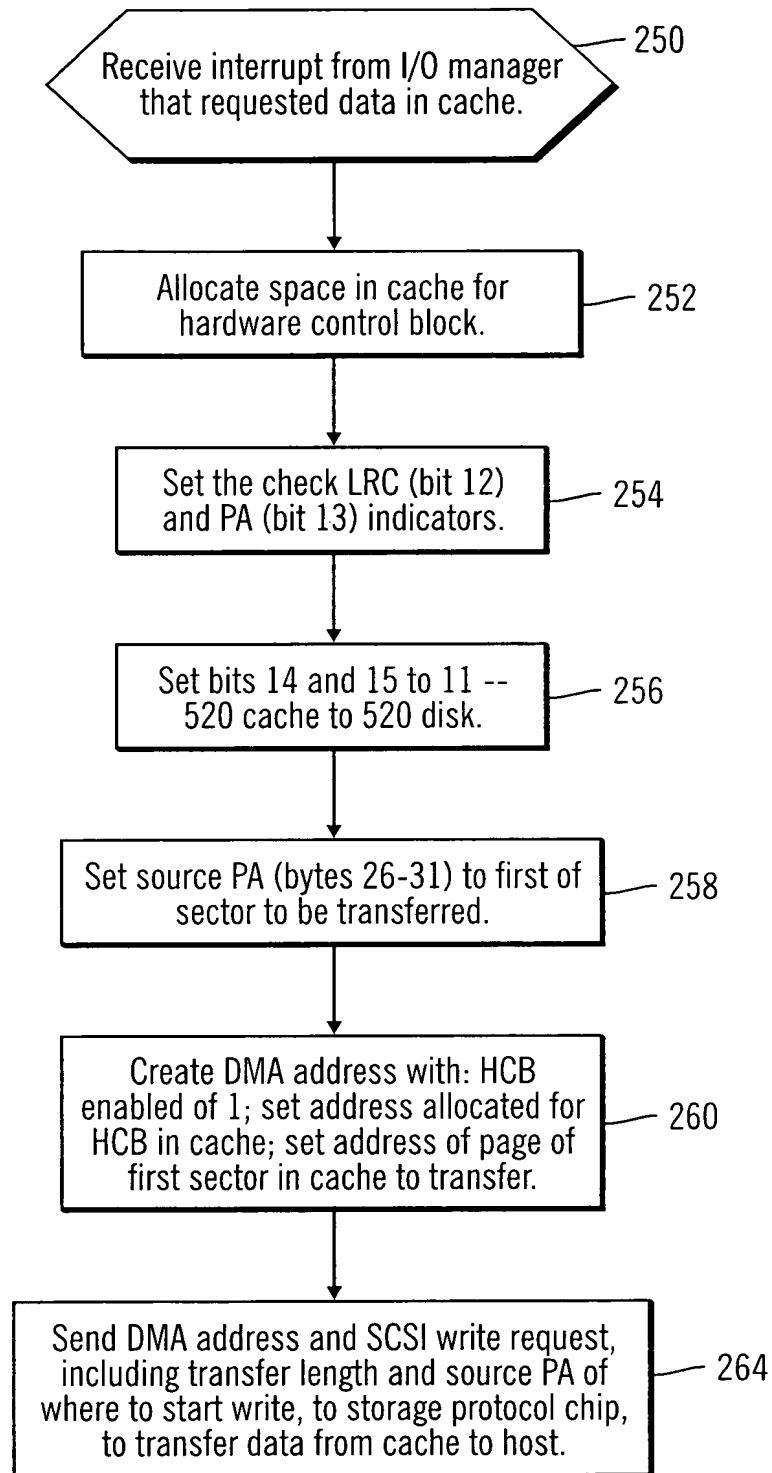 250
Receive interrupt from I/O manager
that requested data in cache.
Allocate space in cache for
hardware control block.
252
Set the check LRC (bit 12)
and PA (bit 13) indicators.
254
Set bits 14 and 15 to 11 --
520 cache to 520 disk.
256
Set source PA (bytes 26-31) to first of
sector to be transferred.
258
Create DMA address with: HCB
enabled of 1; set address allocated for
HCB in cache; set address of page of
first sector in cache to transfer.
260
Send DMA address and SCSI write request,
including transfer length and source PA of
where to start write, to storage protocol chip,
to transfer data from cache to host.
264